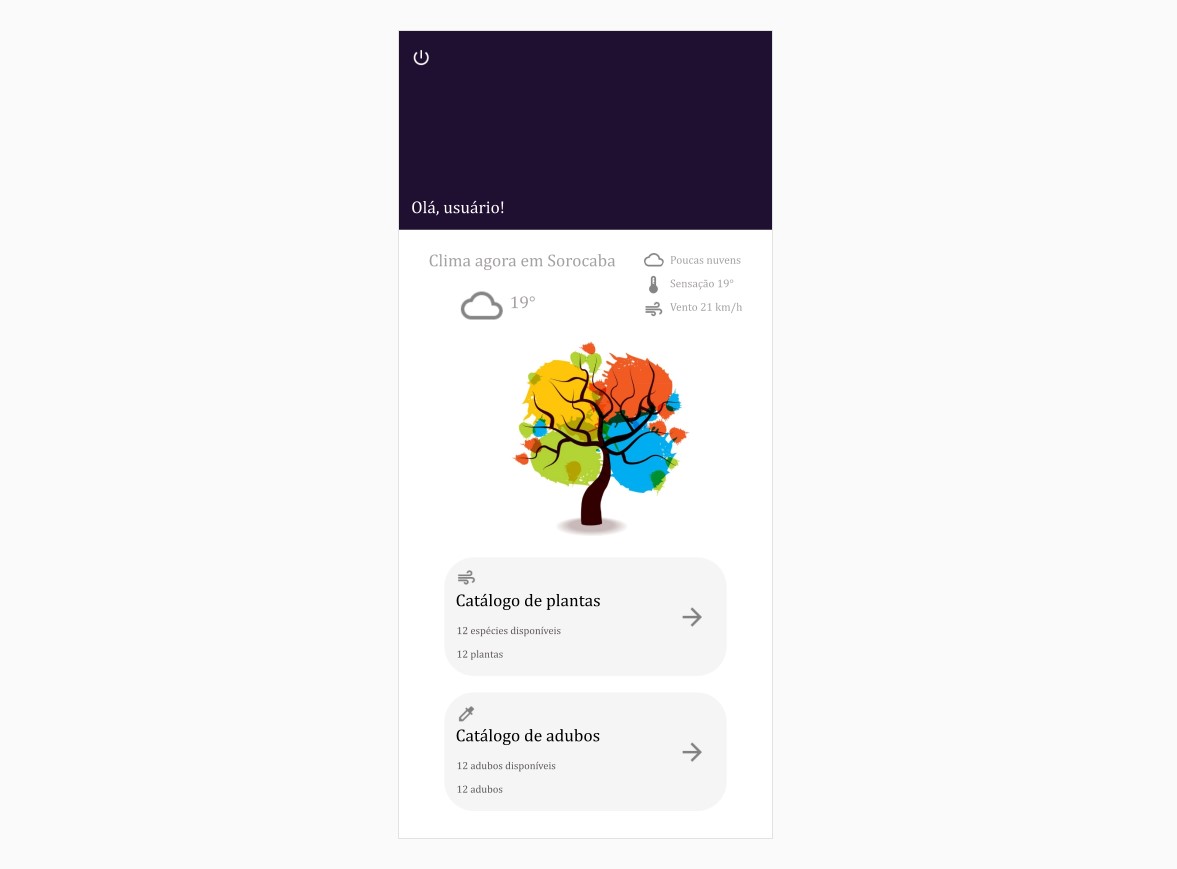 Olá, usuário!
Clima agora em Sorocaba
19°
Poucas nuvens
Sensação 19°
Vento 21 km/h
Catálogo de plantas
12 espécies disponíveis
12 plantas
Catálogo de adubos
12 adubos disponíveis
12 adubos